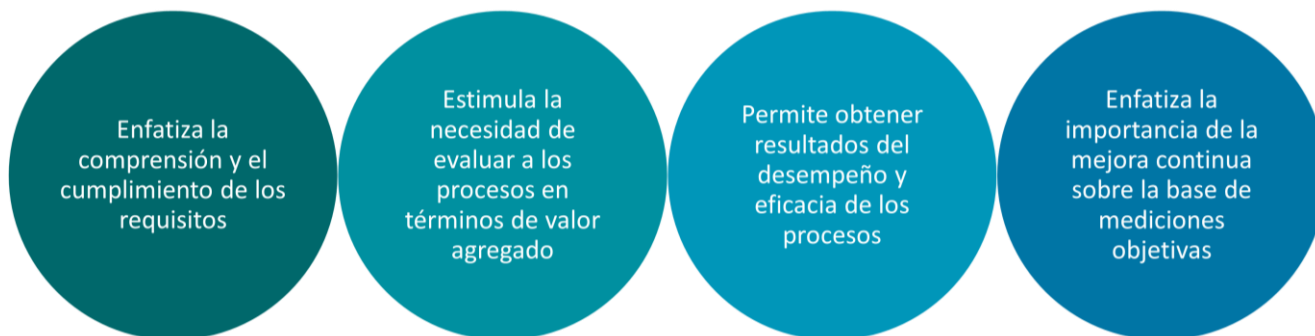 Enfatiza la
comprensión y el
cumplimiento de los
requisitos
Estimula la
necesidad de
evaluar a los
procesos en
términos de valor
agregado
Permite obtener
resultados del
desempeño y
eficacia de los
procesos
Enfatiza la
importancia de la
mejora continua
sobre la base de
mediciones
objetivas